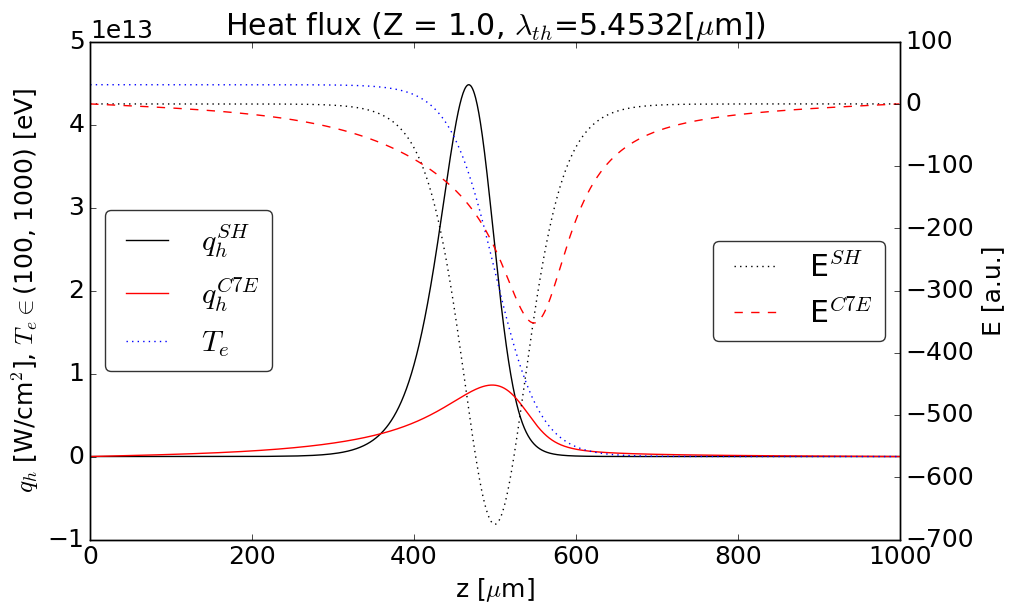 Heat flux (Z = 1.0, λ_th=5.4532[μm])
1e13
5
4
3
2
1
0
−1
q_h [W/cm²], T_e ∈ (100, 1000) [eV]
q_h^SH
q_h^C7E
T_e
E^SH
E^C7E
100
0
−100
−200
−300
−400
−500
−600
−700
E [a.u.]
0 200 400 600 800 1000
z [μm]